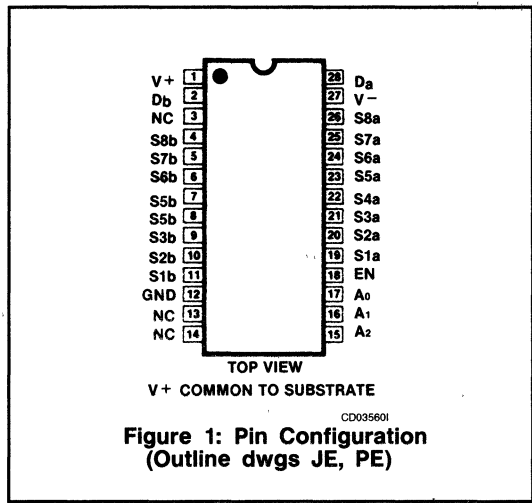 V+ 1 28 Da
Db 2 27 V−
NC 3 26 S8a
S8b 4 25 S7a
S7b 5 24 S6a
S6b 6 23 S5a
S5b 7 22 S4a
S5b 8 21 S3a
S3b 9 20 S2a
S2b 10 19 S1a
S1b 11 18 EN
GND 12 17 A0
NC 13 16 A1
NC 14 15 A2
TOP VIEW
V+ COMMON TO SUBSTRATE
CD03560I
Figure 1: Pin Configuration
(Outline dwgs JE, PE)